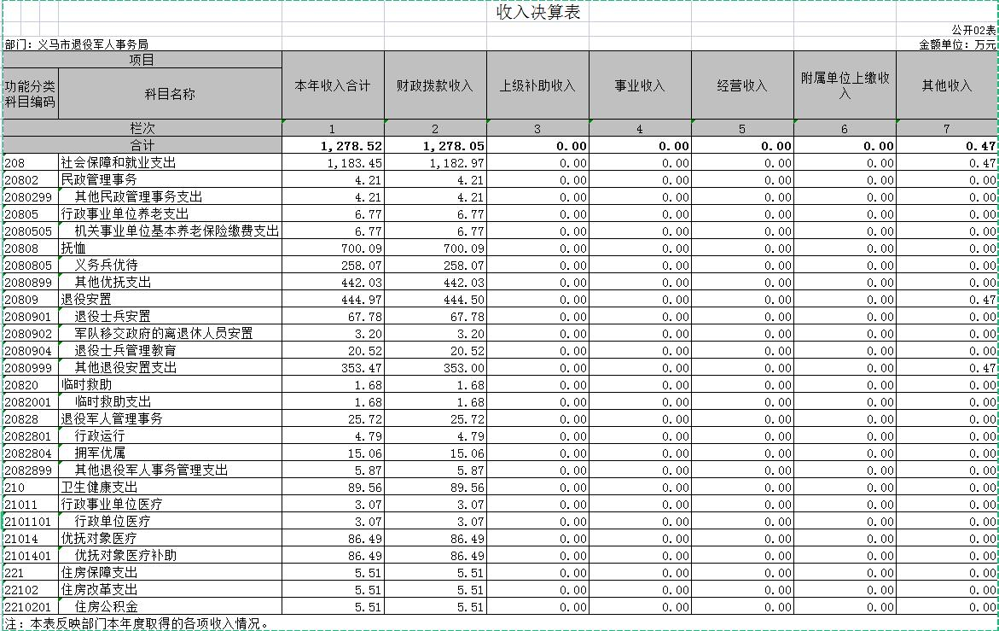 收入决算表
公开02表
部门：义马市退役军人事务局 金额单位：万元
项目
功能分类科目编码 科目名称 本年收入合计 财政拨款收入 上级补助收入 事业收入 经营收入 附属单位上缴收入 其他收入
栏次 1 2 3 4 5 6 7
合计 1,278.52 1,278.05 0.00 0.00 0.00 0.00 0.47
208 社会保障和就业支出 1,183.45 1,182.97 0.00 0.00 0.00 0.00 0.47
20802 民政管理事务 4.21 4.21 0.00 0.00 0.00 0.00 0.00
2080299 其他民政管理事务支出 4.21 4.21 0.00 0.00 0.00 0.00 0.00
20805 行政事业单位养老支出 6.77 6.77 0.00 0.00 0.00 0.00 0.00
2080505 机关事业单位基本养老保险缴费支出 6.77 6.77 0.00 0.00 0.00 0.00 0.00
20808 抚恤 700.09 700.09 0.00 0.00 0.00 0.00 0.00
2080805 义务兵优待 258.07 258.07 0.00 0.00 0.00 0.00 0.00
2080899 其他优抚支出 442.03 442.03 0.00 0.00 0.00 0.00 0.00
20809 退役安置 444.97 444.50 0.00 0.00 0.00 0.00 0.47
2080901 退役士兵安置 67.78 67.78 0.00 0.00 0.00 0.00 0.00
2080902 军队移交政府的离退休人员安置 3.20 3.20 0.00 0.00 0.00 0.00 0.00
2080904 退役士兵管理教育 20.52 20.52 0.00 0.00 0.00 0.00 0.00
2080999 其他退役安置支出 353.47 353.00 0.00 0.00 0.00 0.00 0.47
20820 临时救助 1.68 1.68 0.00 0.00 0.00 0.00 0.00
2082001 临时救助支出 1.68 1.68 0.00 0.00 0.00 0.00 0.00
20828 退役军人管理事务 25.72 25.72 0.00 0.00 0.00 0.00 0.00
2082801 行政运行 4.79 4.79 0.00 0.00 0.00 0.00 0.00
2082804 拥军优属 15.06 15.06 0.00 0.00 0.00 0.00 0.00
2082899 其他退役军人事务管理支出 5.87 5.87 0.00 0.00 0.00 0.00 0.00
210 卫生健康支出 89.56 89.56 0.00 0.00 0.00 0.00 0.00
21011 行政事业单位医疗 3.07 3.07 0.00 0.00 0.00 0.00 0.00
2101101 行政单位医疗 3.07 3.07 0.00 0.00 0.00 0.00 0.00
21014 优抚对象医疗 86.49 86.49 0.00 0.00 0.00 0.00 0.00
2101401 优抚对象医疗补助 86.49 86.49 0.00 0.00 0.00 0.00 0.00
221 住房保障支出 5.51 5.51 0.00 0.00 0.00 0.00 0.00
22102 住房改革支出 5.51 5.51 0.00 0.00 0.00 0.00 0.00
2210201 住房公积金 5.51 5.51 0.00 0.00 0.00 0.00 0.00
注：本表反映部门本年度取得的各项收入情况。